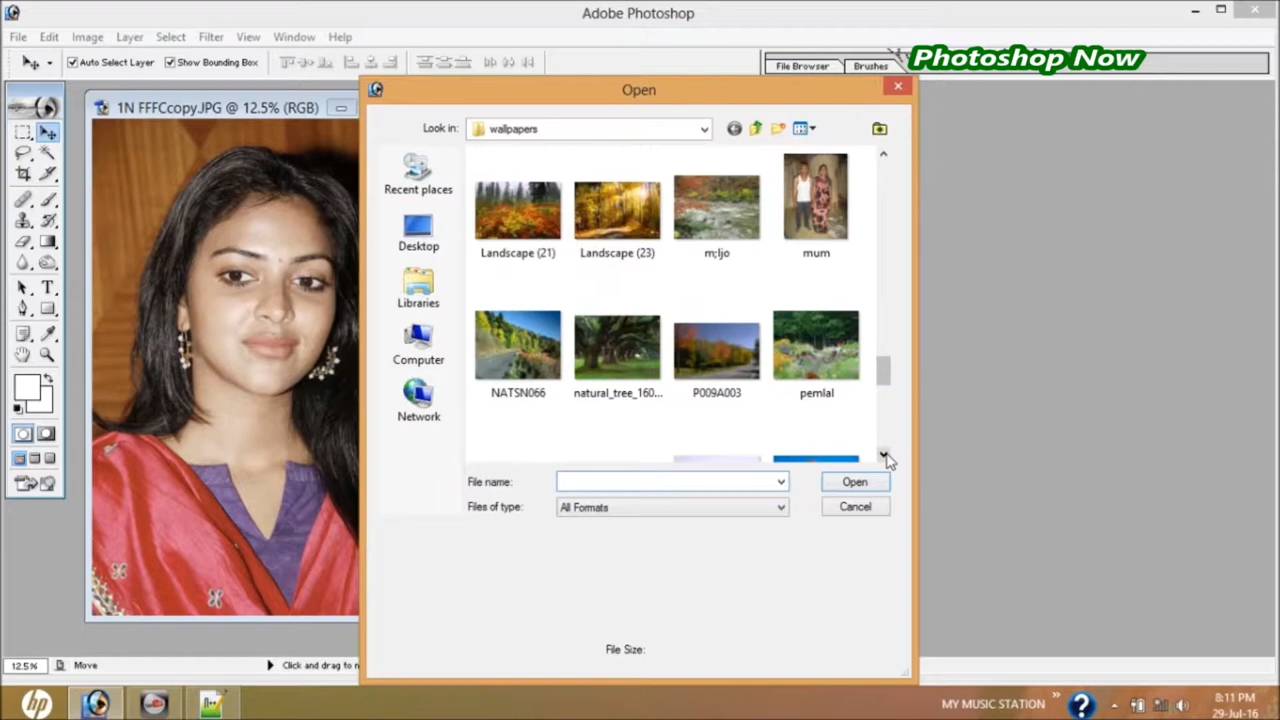 Adobe Photoshop
File Edit Image Layer Select Filter View Window Help
Auto Select Layer Show Bounding Box
File Browser Brushes
Photoshop Now
1N FFFCcopy.JPG @ 12.5% (RGB)
Open
Look in: wallpapers
Recent places
Desktop
Libraries
Computer
Network
Landscape (21) Landscape (23) m;ljo mum
NATSN066 natural_tree_160... P009A003 pemlal
File name: Open
Files of type: All Formats Cancel
File Size:
12.5% Move Click and drag to
hp MY MUSIC STATION 8:11 PM
29-Jul-16